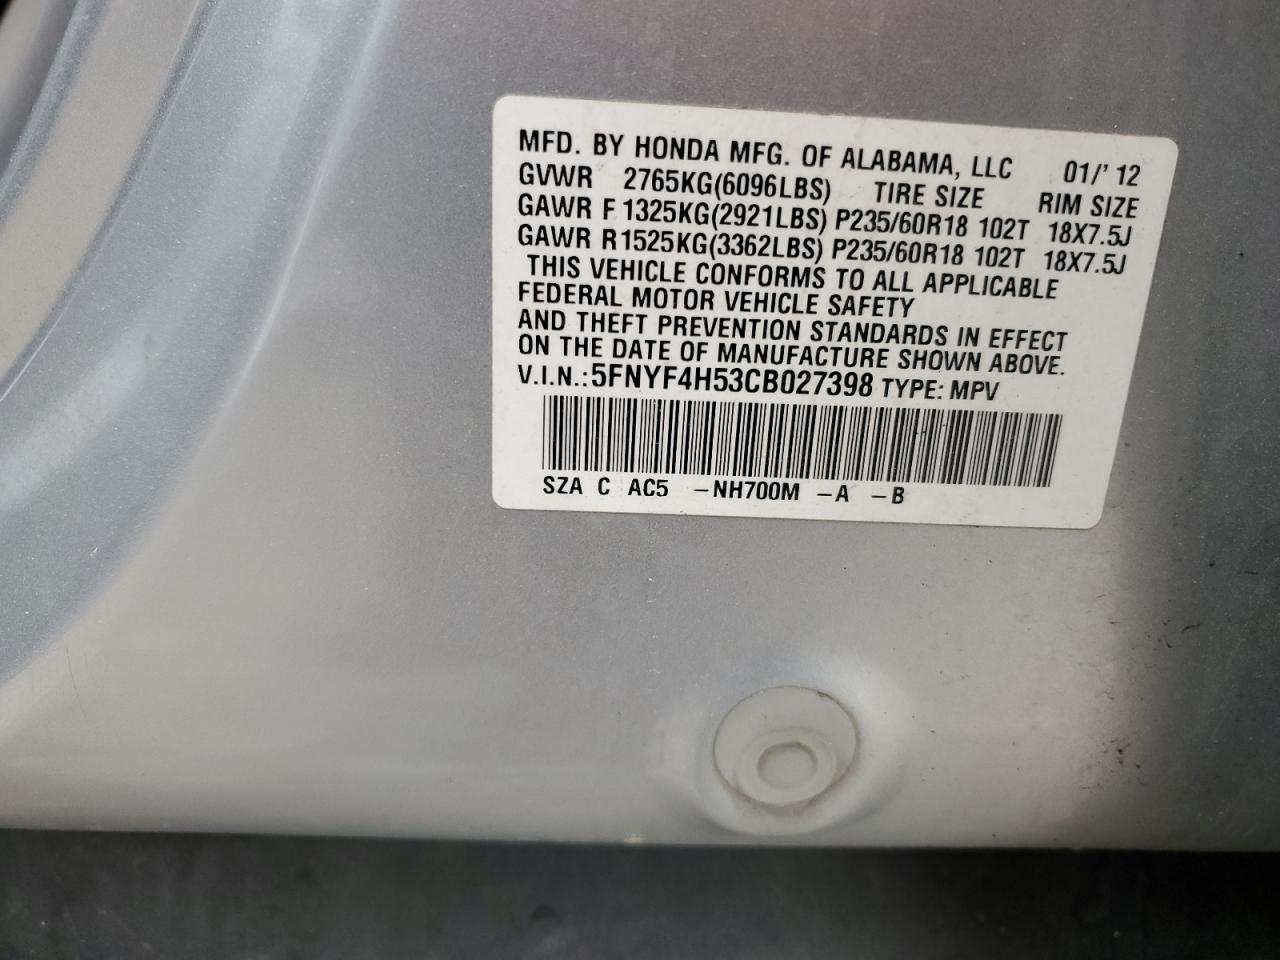 MFD. BY HONDA MFG. OF ALABAMA, LLC 01/' 12
GVWR 2765KG(6096LBS) TIRE SIZE RIM SIZE
GAWR F 1325KG(2921LBS) P235/60R18 102T 18X7.5J
GAWR R1525KG(3362LBS) P235/60R18 102T 18X7.5J
THIS VEHICLE CONFORMS TO ALL APPLICABLE
FEDERAL MOTOR VEHICLE SAFETY
AND THEFT PREVENTION STANDARDS IN EFFECT
ON THE DATE OF MANUFACTURE SHOWN ABOVE.
V.I.N.:5FNYF4H53CB027398 TYPE: MPV
SZA C AC5 -NH700M -A -B